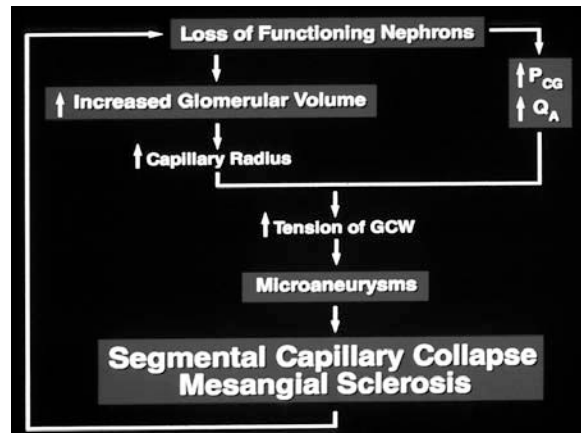 Loss of Functioning Nephrons
↑ Increased Glomerular Volume
↑ P_CG
↑ Q_A
↑ Capillary Radius
↑ Tension of GCW
Microaneurysms
Segmental Capillary Collapse
Mesangial Sclerosis